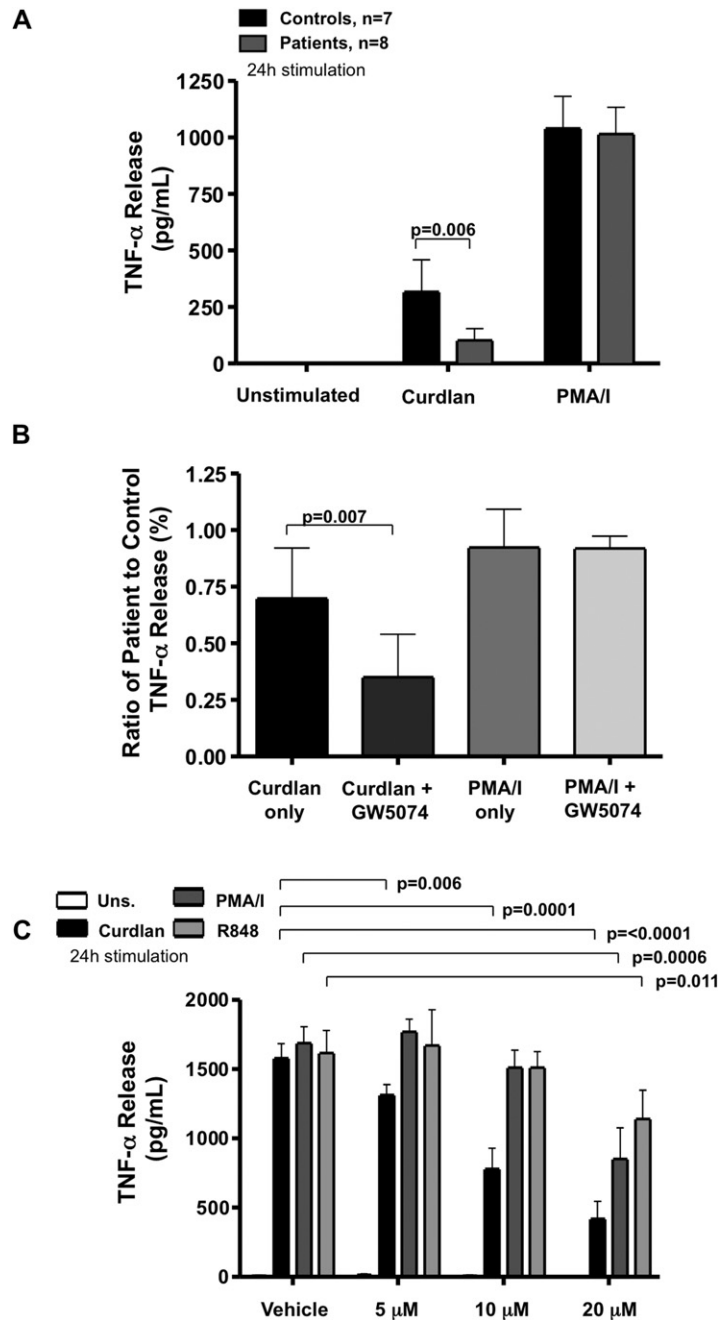 A
Controls, n=7
Patients, n=8
24h stimulation
TNF-α Release
(pg/mL)
1250
1000
750
500
250
0
p=0.006
Unstimulated
Curdlan
PMA/I
B
Ratio of Patient to Control
TNF-α Release (%)
1.25
1.00
0.75
0.50
0.25
0.00
p=0.007
Curdlan
only
Curdlan +
GW5074
PMA/I
only
PMA/I +
GW5074
C
Uns.
PMA/I
Curdlan
R848
24h stimulation
p=0.006
p=0.0001
p=<0.0001
p=0.0006
p=0.011
TNF-α Release
(pg/mL)
2000
1500
1000
500
0
Vehicle
5 μM
10 μM
20 μM